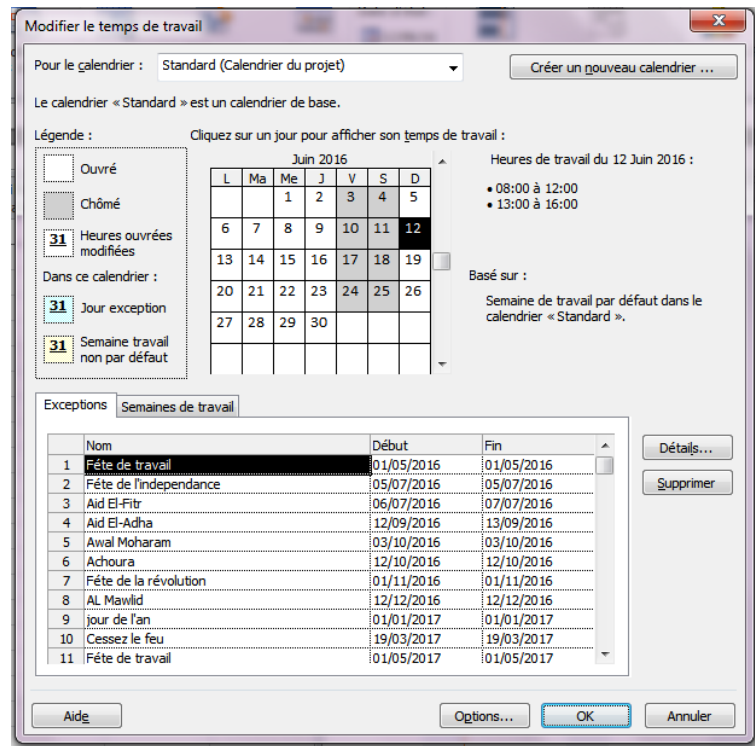 Modifier le temps de travail
Pour le calendrier : Standard (Calendrier du projet) Créer un nouveau calendrier ...
Le calendrier « Standard » est un calendrier de base.
Légende : Cliquez sur un jour pour afficher son temps de travail :
Ouvré
Chômé
31 Heures ouvrées modifiées
Dans ce calendrier :
31 Jour exception
31 Semaine travail non par défaut
Juin 2016
L Ma Me J V S D
1 2 3 4 5
6 7 8 9 10 11 12
13 14 15 16 17 18 19
20 21 22 23 24 25 26
27 28 29 30
Heures de travail du 12 Juin 2016 :
• 08:00 à 12:00
• 13:00 à 16:00
Basé sur :
Semaine de travail par défaut dans le
calendrier « Standard ».
Exceptions Semaines de travail
Nom Début Fin
1 Féte de travail 01/05/2016 01/05/2016
2 Féte de l'independance 05/07/2016 05/07/2016
3 Aid El-Fitr 06/07/2016 07/07/2016
4 Aid El-Adha 12/09/2016 13/09/2016
5 Awal Moharam 03/10/2016 03/10/2016
6 Achoura 12/10/2016 12/10/2016
7 Féte de la révolution 01/11/2016 01/11/2016
8 AL Mawlid 12/12/2016 12/12/2016
9 jour de l'an 01/01/2017 01/01/2017
10 Cessez le feu 19/03/2017 19/03/2017
11 Féte de travail 01/05/2017 01/05/2017
Détails...
Supprimer
Aide Options... OK Annuler